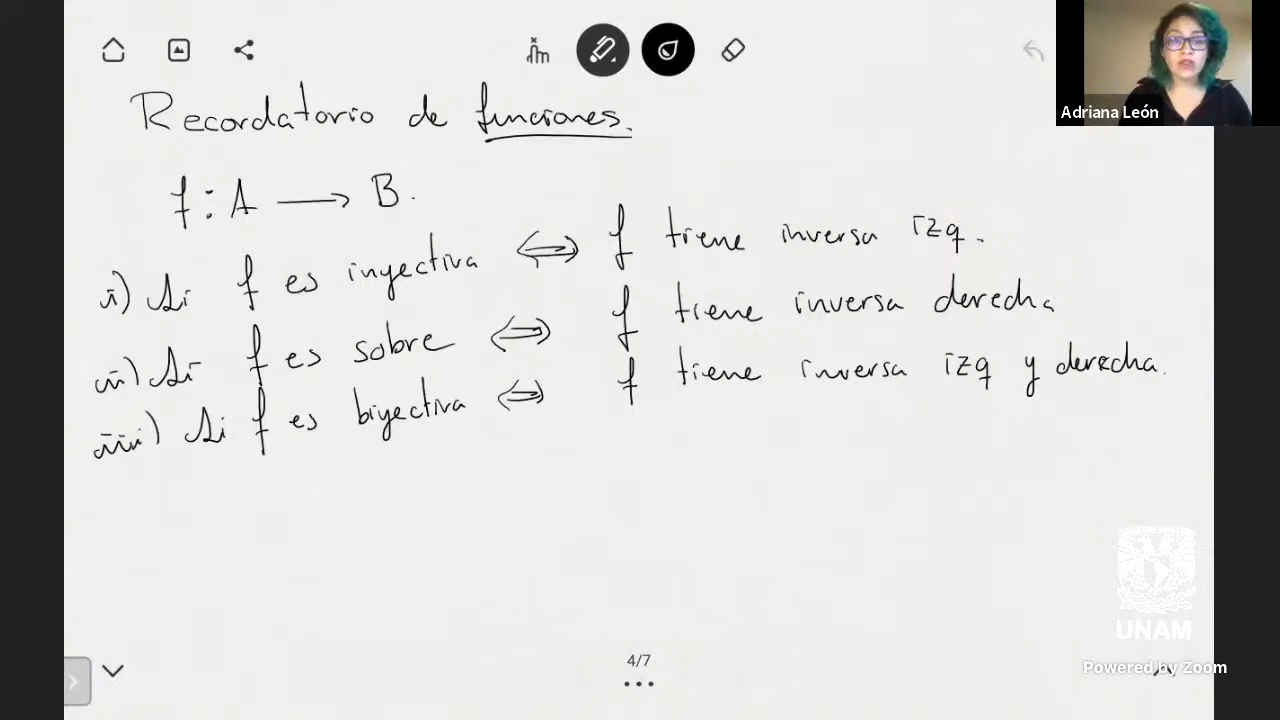 Adriana León
Recordatorio de funciones.
f : A ⟶ B.
i) Si f es inyectiva ⟺ f tiene inversa izq.
ii) Si f es sobre ⟺ f tiene inversa derecha
iii) Si f es biyectiva ⟺ f tiene inversa izq y derecha.
UNAM
4/7
Powered by Zoom